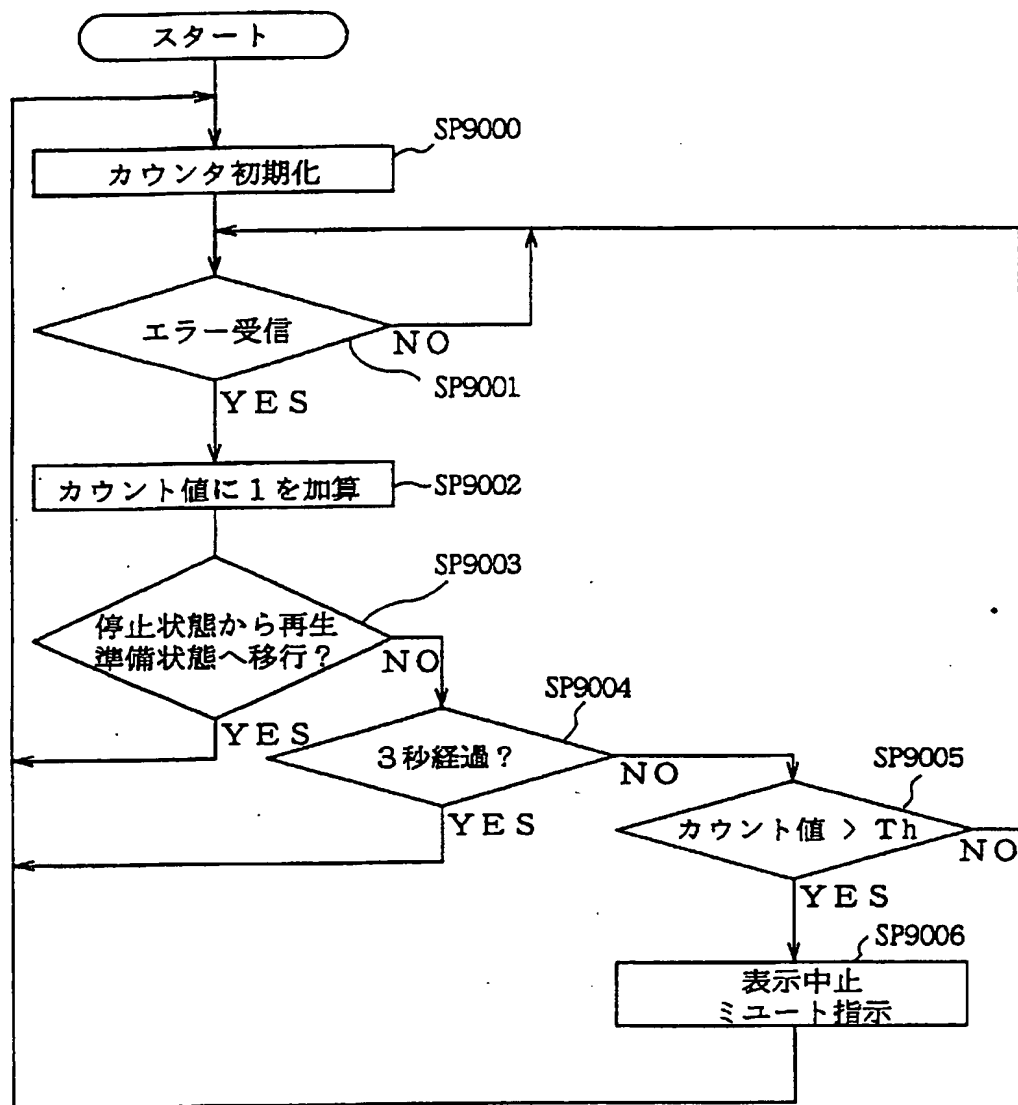 スタート
SP9000
カウンタ初期化
エラー受信
NO
SP9001
YES
カウント値に1を加算
SP9002
SP9003
停止状態から再生
準備状態へ移行?
NO
YES
SP9004
3秒経過?
NO
YES
SP9005
カウント値 > Th
NO
YES
SP9006
表示中止
ミユート指示